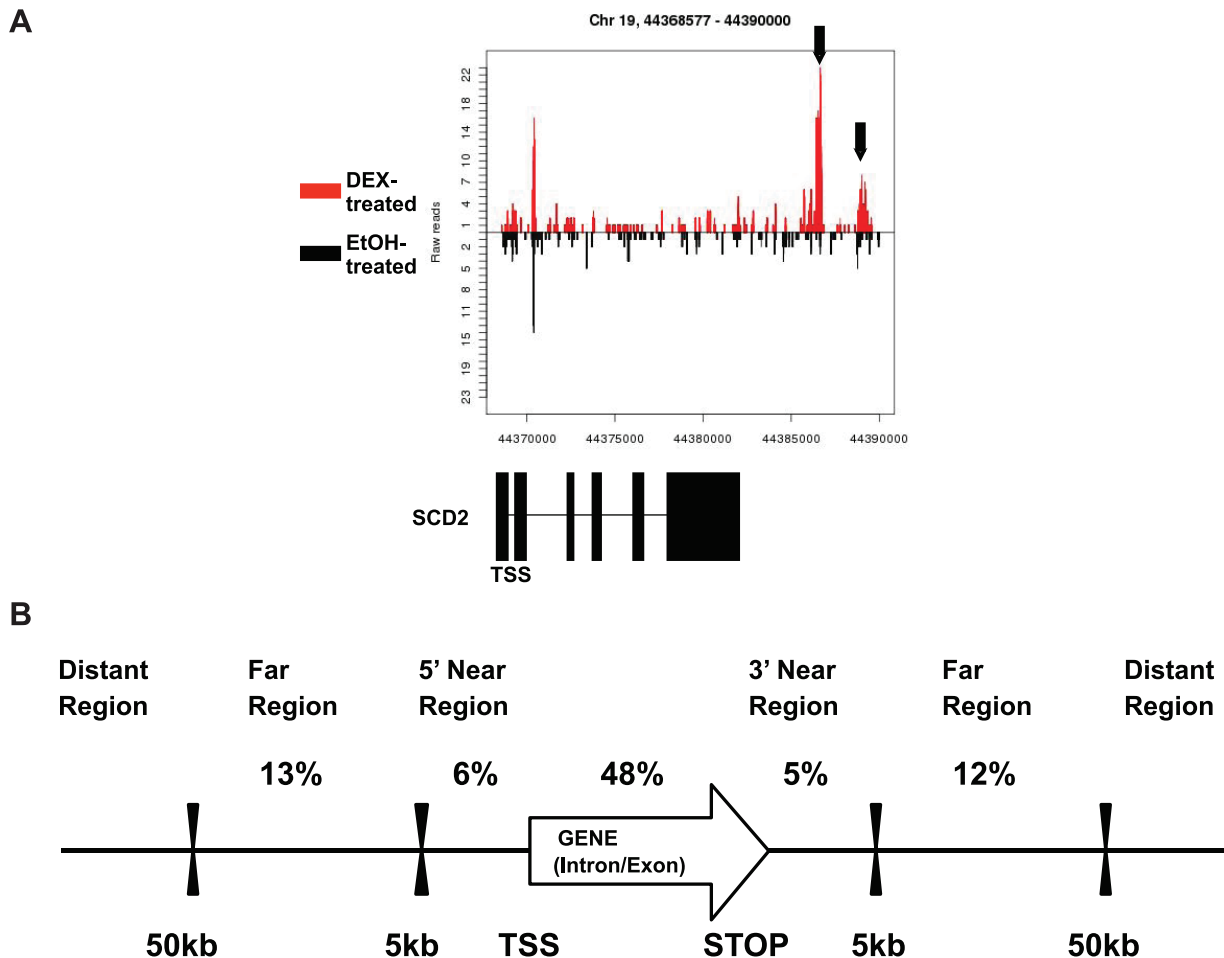 A
Chr 19, 44368577 - 44390000
DEX-
treated
EtOH-
treated
Raw reads
22
18
14
10
7
4
1
2
5
8
11
15
19
23
44370000
44375000
44380000
44385000
44390000
SCD2
TSS
B
Distant
Region
Far
Region
5’ Near
Region
3’ Near
Region
Far
Region
Distant
Region
13%
6%
48%
5%
12%
GENE
(Intron/Exon)
50kb
5kb
TSS
STOP
5kb
50kb